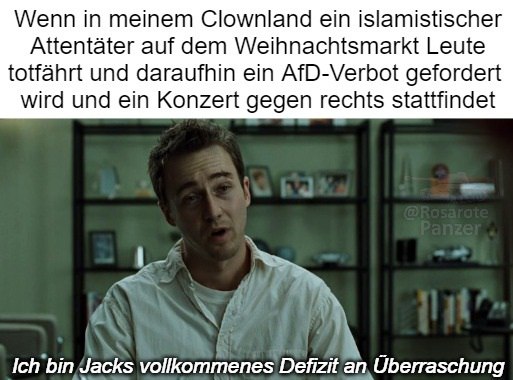 Wenn in meinem Clownland ein islamistischer
Attentäter auf dem Weihnachtsmarkt Leute
totfährt und daraufhin ein AfD-Verbot gefordert
wird und ein Konzert gegen rechts stattfindet
@Rosarote
Panzer
Ich bin Jacks vollkommenes Defizit an Überraschung